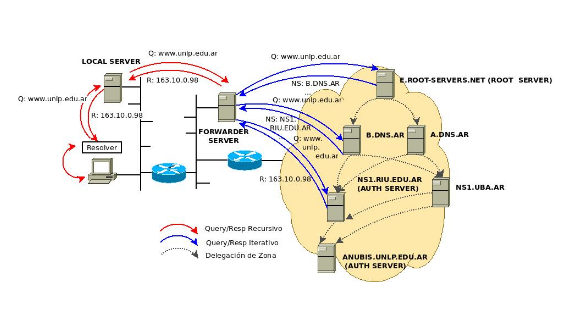 Q: www.unlp.edu.ar
LOCAL SERVER
R: 163.10.0.98
Q: www.unlp.edu.ar
R: 163.10.0.98
Resolver
FORWARDER
SERVER
Q: www.unlp.edu.ar
NS: B.DNS.AR
...
Q: www.unlp.edu.ar
NS: NS1.
RIU.EDU.AR
Q: www.
unlp.
edu.ar
R: 163.10.0.98
E.ROOT-SERVERS.NET (ROOT SERVER)
B.DNS.AR
A.DNS.AR
NS1.RIU.EDU.AR
(AUTH SERVER)
NS1.UBA.AR
ANUBIS.UNLP.EDU.AR
(AUTH SERVER)
Query/Resp Recursivo
Query/Resp Iterativo
Delegación de Zona